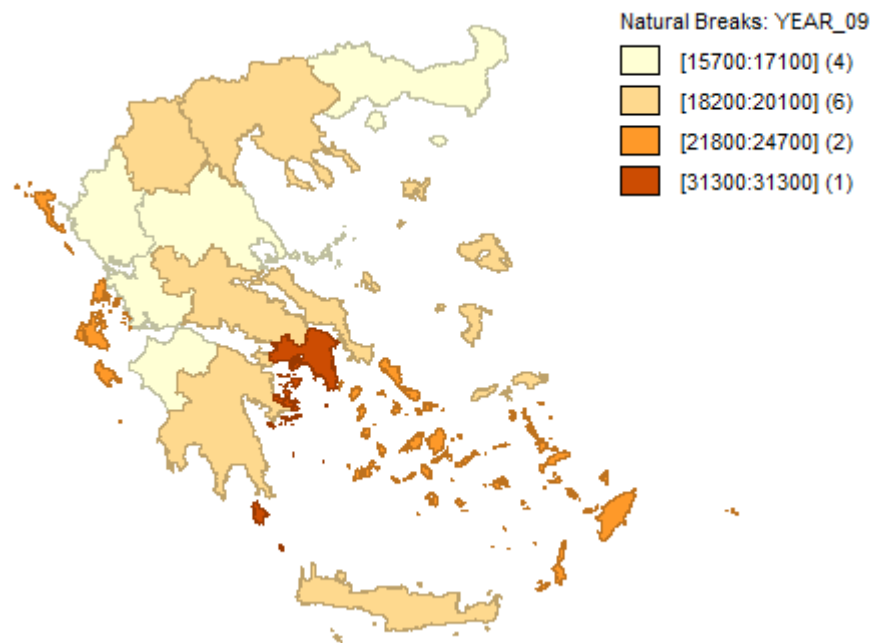 Natural Breaks: YEAR_09
[15700:17100] (4)
[18200:20100] (6)
[21800:24700] (2)
[31300:31300] (1)